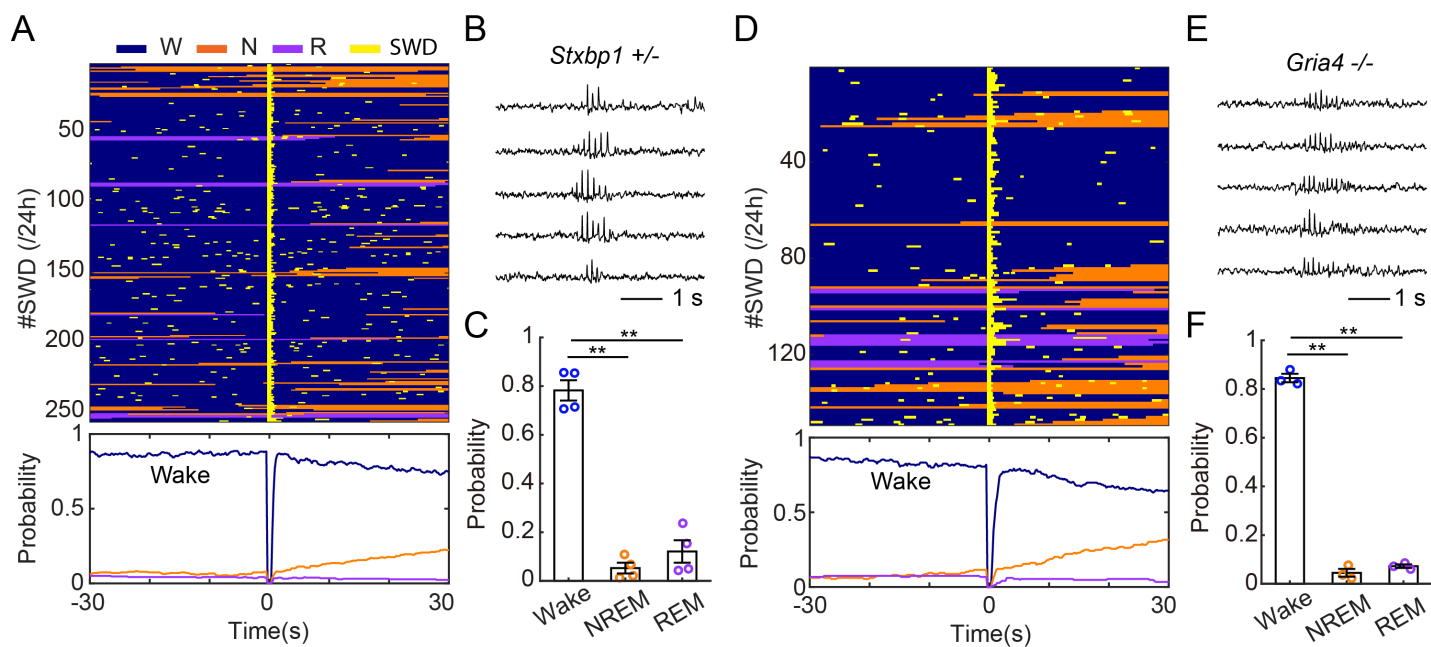 A
W N R SWD
#SWD (/24h)
50
100
150
200
250
Probability
1
0.5
0
Wake
-30 0 30
Time(s)
B
Stxbp1 +/-
1 s
C
** **
Probability
1
0.8
0.6
0.4
0.2
0
Wake NREM REM
D
#SWD (/24h)
40
80
120
Probability
1
0.5
0
Wake
-30 0 30
Time(s)
E
Gria4 -/-
1 s
F
** **
Probability
1
0.8
0.6
0.4
0.2
0
Wake NREM REM